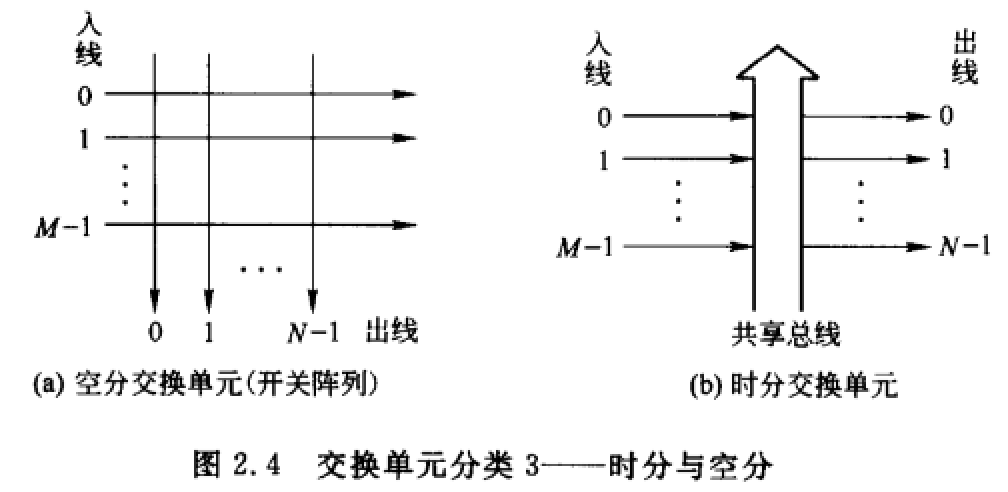 入线
0
1
M-1
0 1 N-1 出线
(a) 空分交换单元(开关阵列)
入线
出线
0
1
M-1
0
1
N-1
共享总线
(b) 时分交换单元
图 2.4 交换单元分类 3——时分与空分